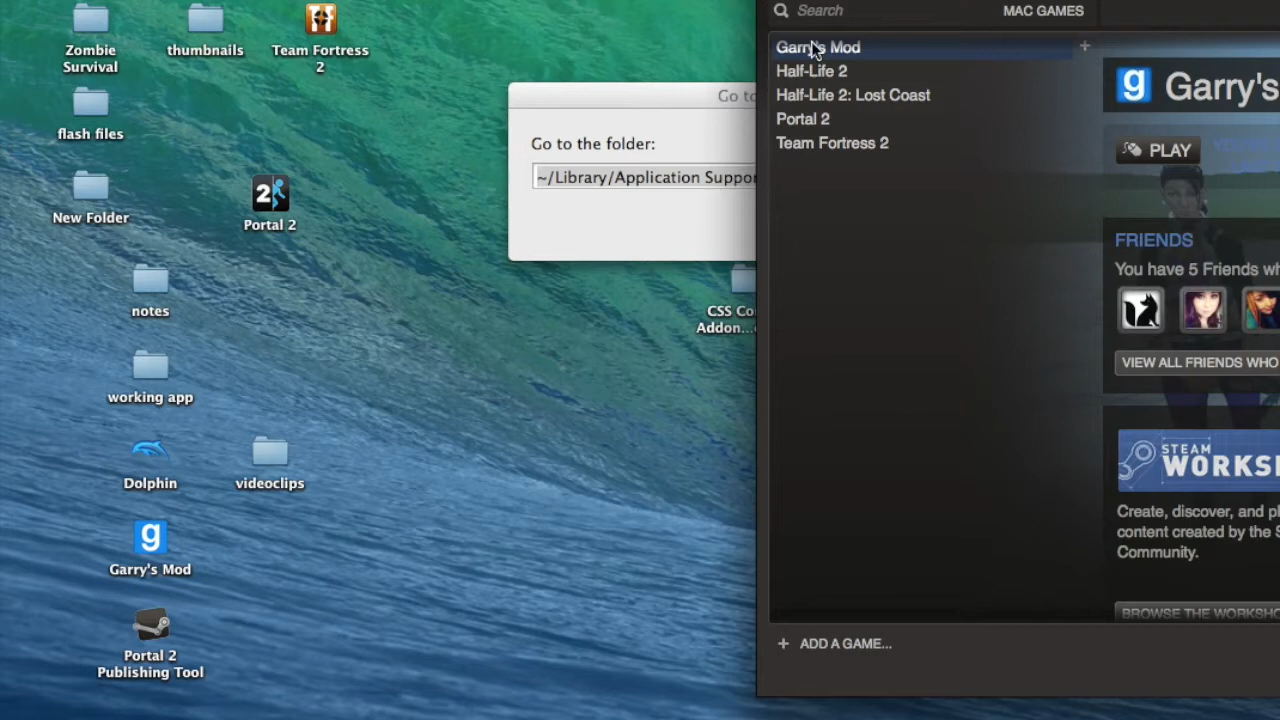 Zombie
Survival
thumbnails
Team Fortress
2
flash files
New Folder
Portal 2
notes
working app
Dolphin
videoclips
Garry's Mod
Portal 2
Publishing Tool
Go to
Go to the folder:
~/Library/Application Suppor
CSS Co
Addon...
Search
MAC GAMES
Garry's Mod
Half-Life 2
Half-Life 2: Lost Coast
Portal 2
Team Fortress 2
+ ADD A GAME...
g Garry's
PLAY
FRIENDS
You have 5 Friends wh
VIEW ALL FRIENDS WHO
STEAM
WORKS
Create, discover, and pl
content created by the S
Community.
BROWSE THE WORKSHO